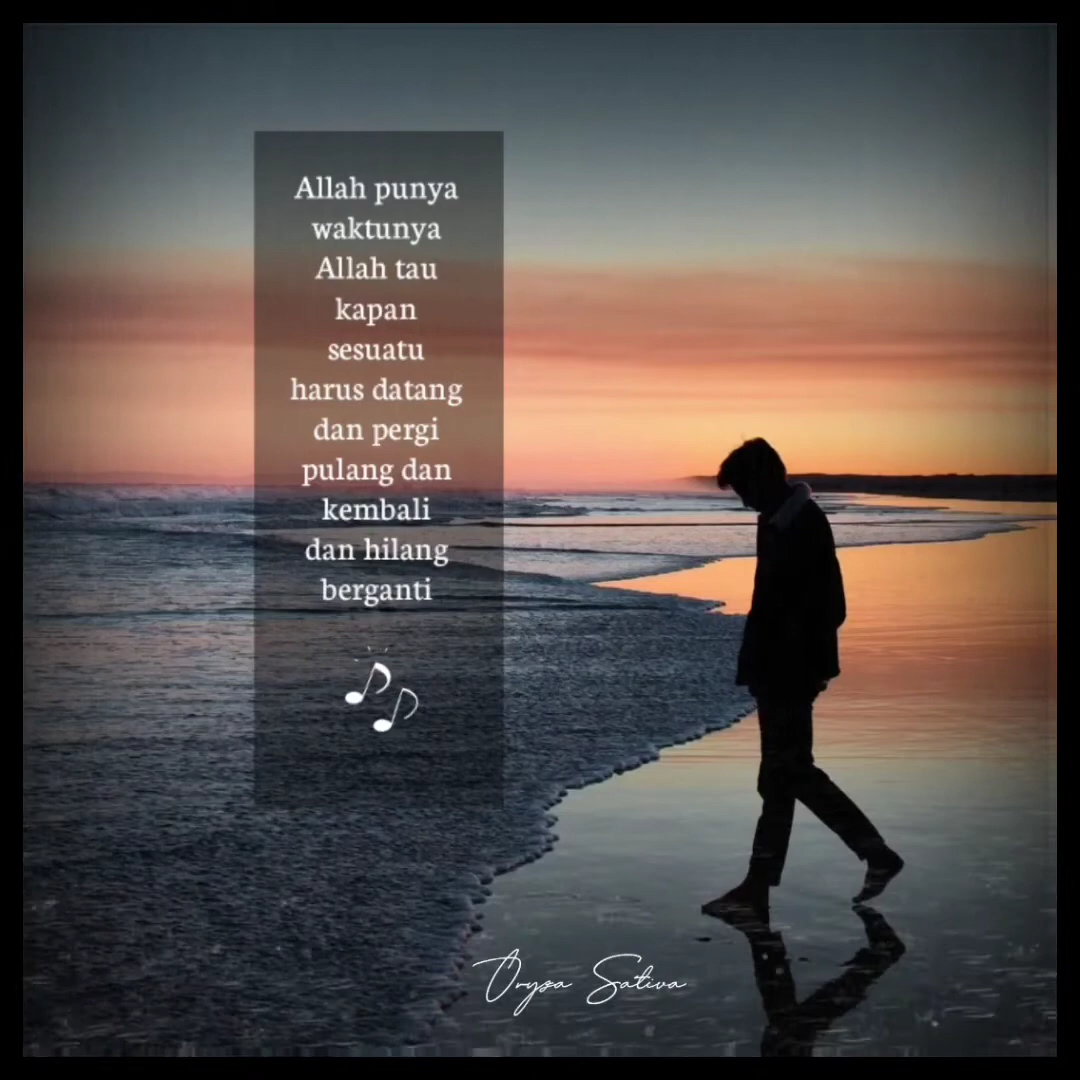 Allah punya
waktunya
Allah tau
kapan
sesuatu
harus datang
dan pergi
pulang dan
kembali
dan hilang
berganti
Oryza Sativa